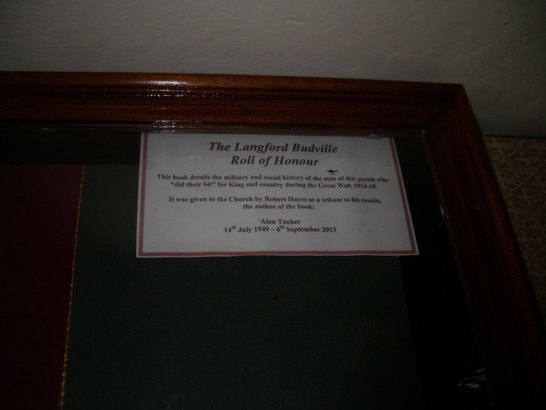 The Langford Budville
Roll of Honour
This book details the military and social history of the men of this parish who
"did their bit" for King and country during the Great War, 1914-18.
It was given to the Church by Robert Hayes as a tribute to his cousin,
the author of the book:
Alan Tucker
14th July 1949 – 6th September 2013